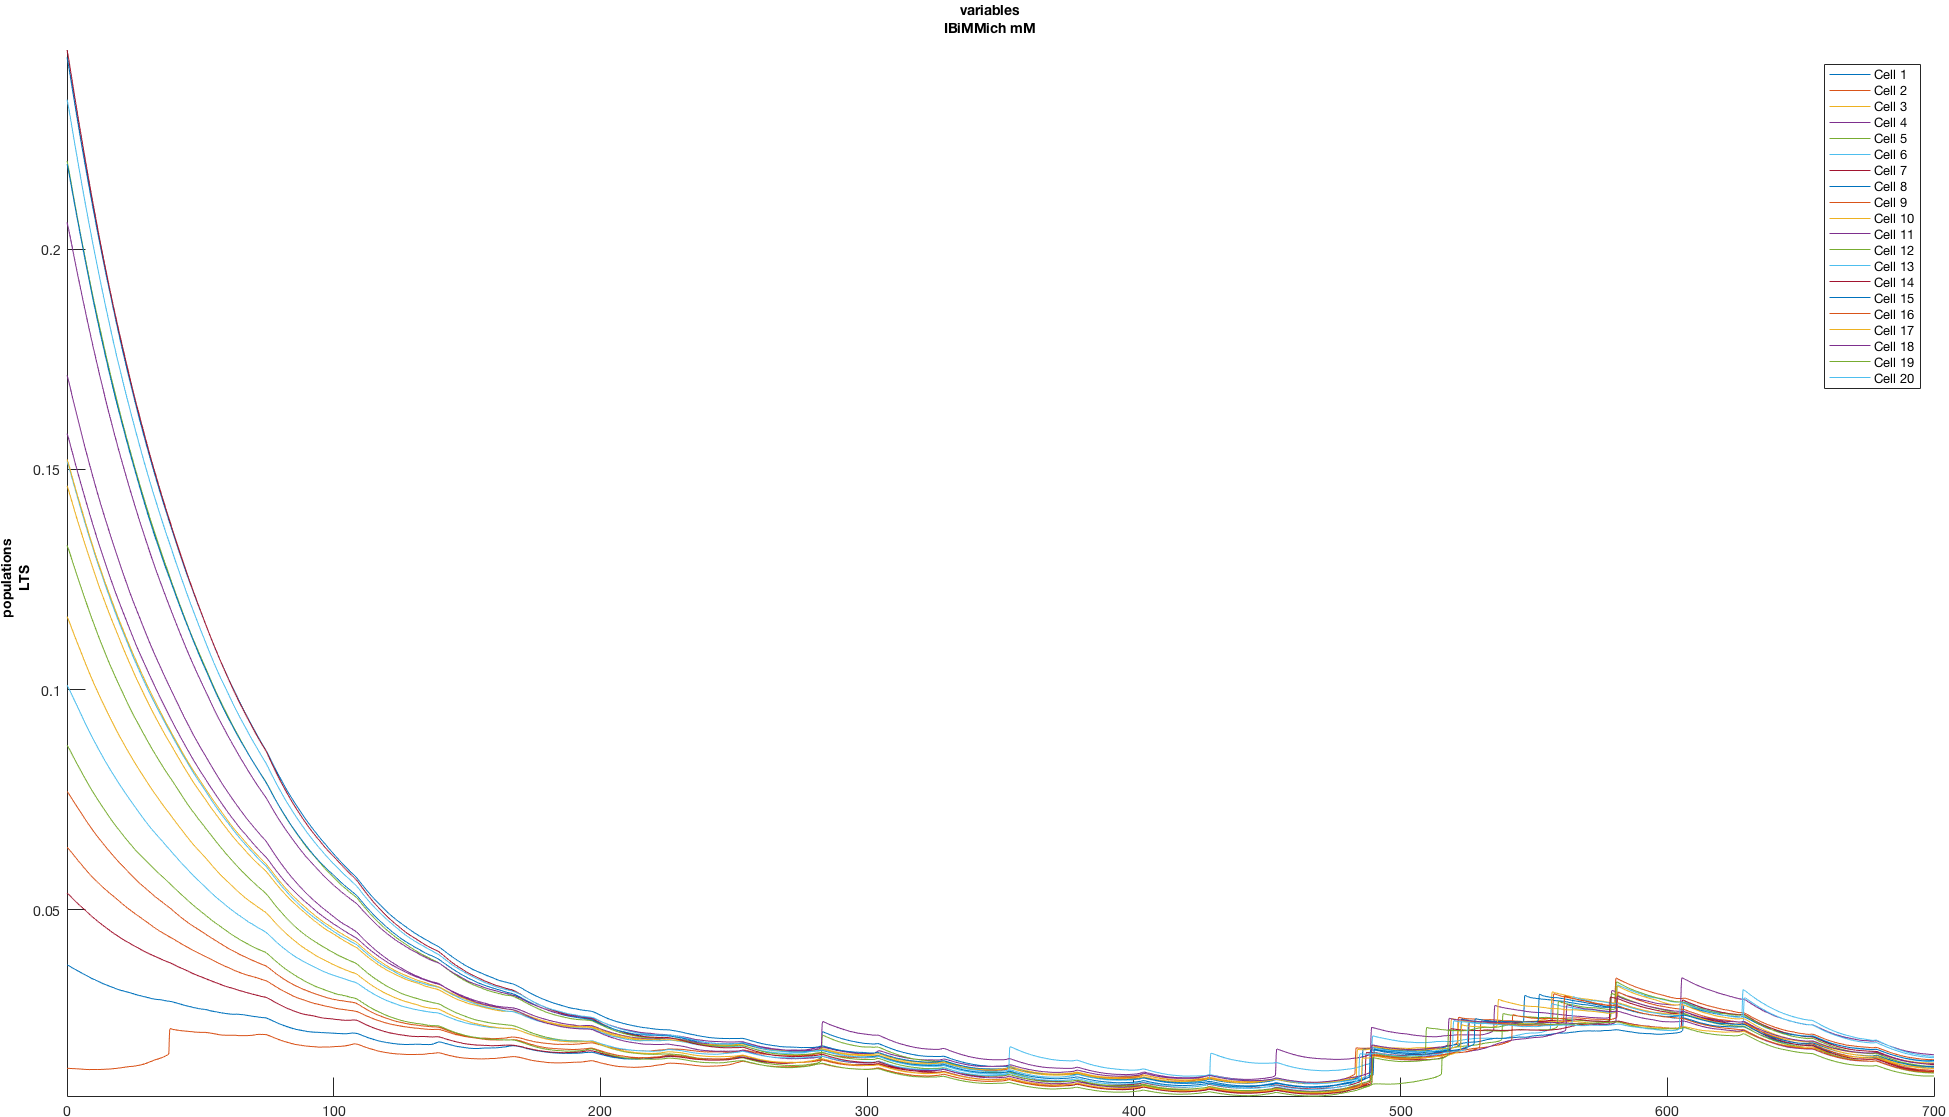 variables
IBiMMich mM
populations
LTS
0.2
0.15
0.1
0.05
0
100
200
300
400
500
600
700
Cell 1
Cell 2
Cell 3
Cell 4
Cell 5
Cell 6
Cell 7
Cell 8
Cell 9
Cell 10
Cell 11
Cell 12
Cell 13
Cell 14
Cell 15
Cell 16
Cell 17
Cell 18
Cell 19
Cell 20